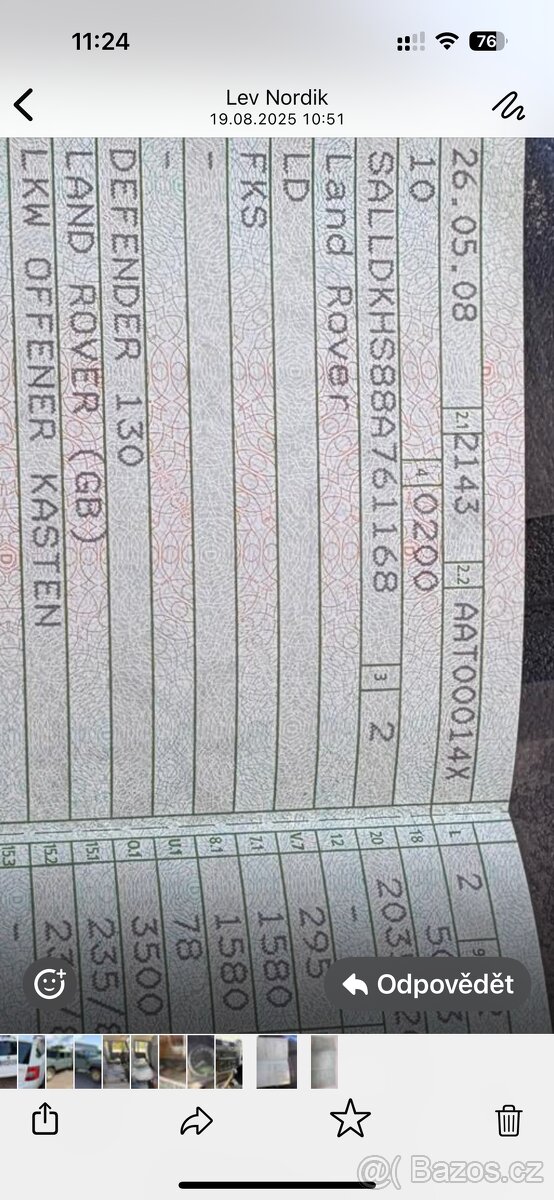 11:24
76
Lev Nordik
19.08.2025 10:51
26.05.08 2.1 2143 2.2 AAT00014X
10 4 0200
SALLDKHS88A761168 3 2
Land Rover
LD
FKS
-
-
DEFENDER 130
LAND ROVER (GB)
LKW OFFENER KASTEN
L 2 9
18
20
12 -
V.7 295
7.1 1580
8.1 1580
U.1 78
O.1 3500
15.1 235/8
15.2
15.3 -
Odpovědět
@( Bazos.cz